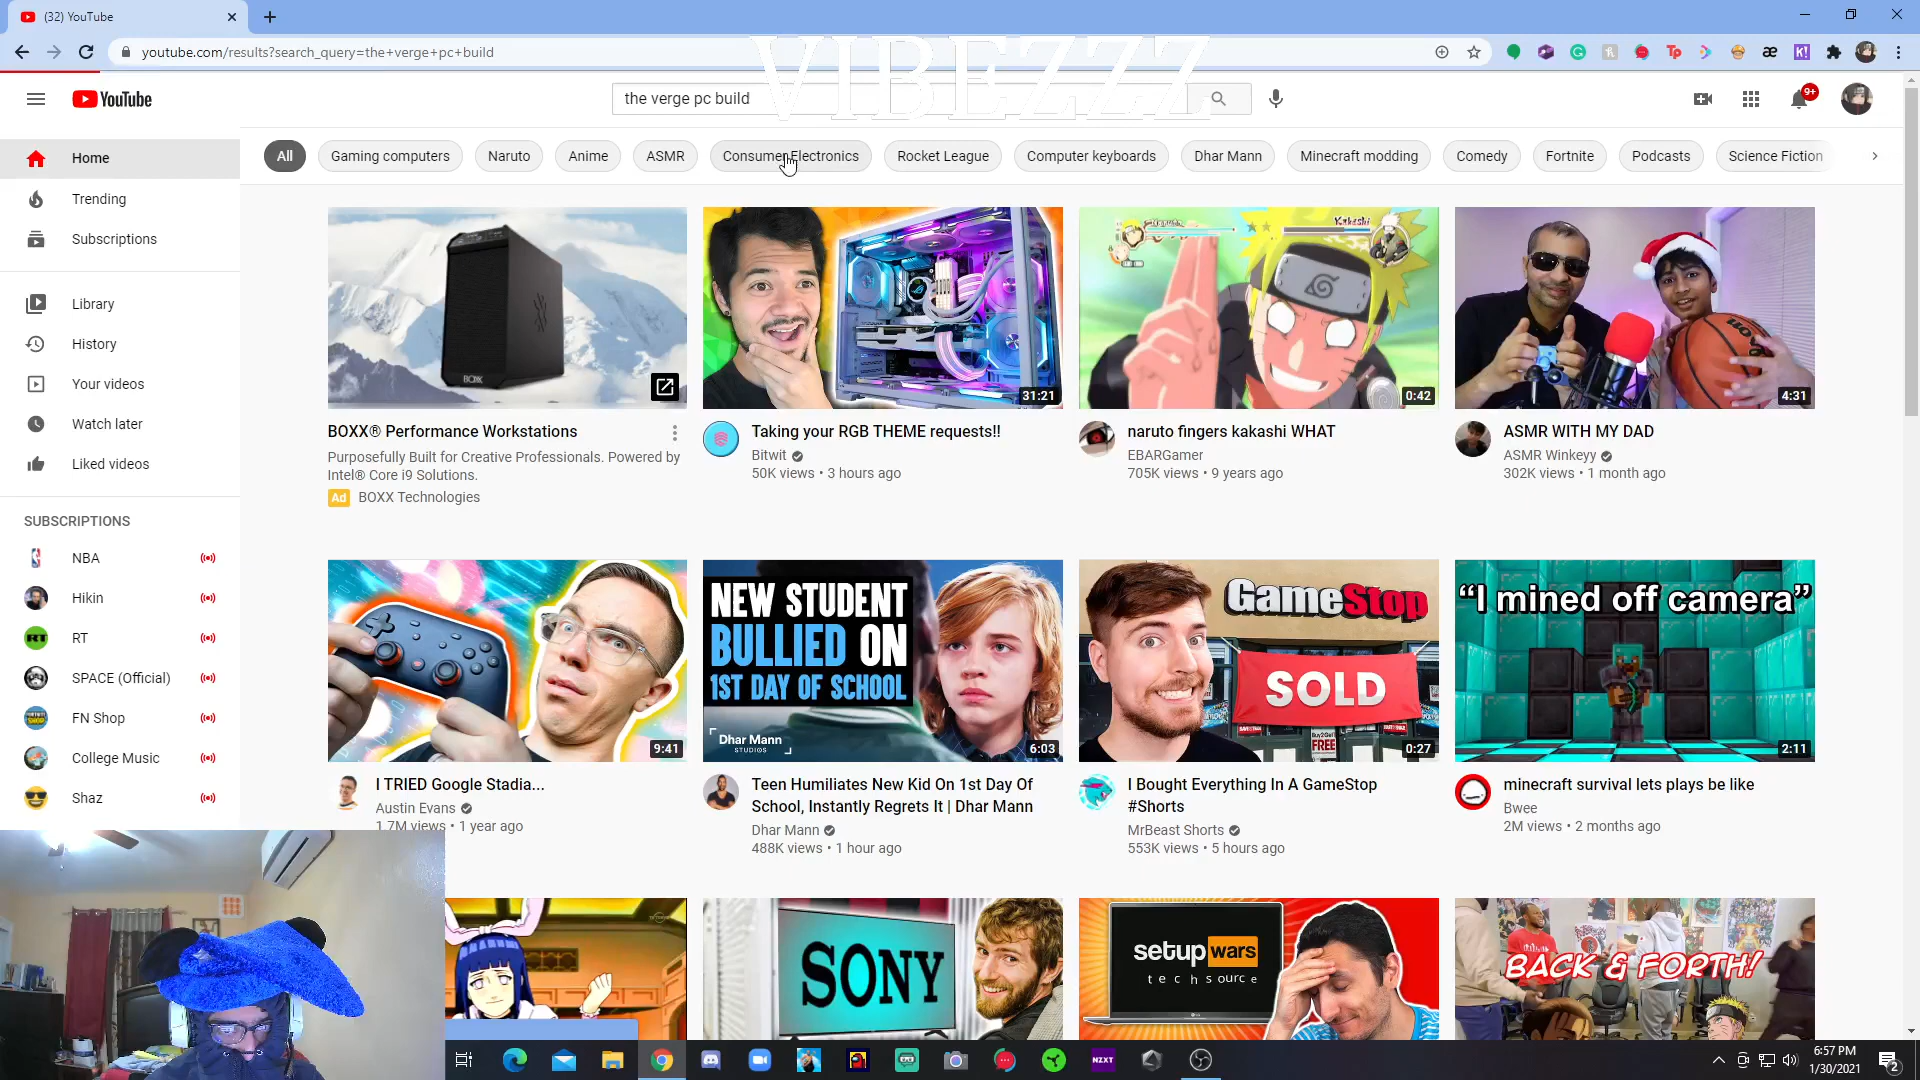 (32) YouTube
youtube.com/results?search_query=the+verge+pc+build
VIBEZZZ
YouTube
the verge pc build
9+
Home
Trending
Subscriptions
Library
History
Your videos
Watch later
Liked videos
SUBSCRIPTIONS
NBA
Hikin
RT
SPACE (Official)
FN Shop
College Music
Shaz
All
Gaming computers
Naruto
Anime
ASMR
Consumer Electronics
Rocket League
Computer keyboards
Dhar Mann
Minecraft modding
Comedy
Fortnite
Podcasts
Science Fiction
BOXX
BOXX® Performance Workstations
Purposefully Built for Creative Professionals. Powered by
Intel® Core i9 Solutions.
Ad BOXX Technologies
31:21
Taking your RGB THEME requests!!
Bitwit
50K views • 3 hours ago
Kakashi
0:42
naruto fingers kakashi WHAT
EBARGamer
705K views • 9 years ago
4:31
ASMR WITH MY DAD
ASMR Winkeyy
302K views • 1 month ago
9:41
I TRIED Google Stadia...
Austin Evans
1.7M views • 1 year ago
NEW STUDENT
BULLIED ON
1ST DAY OF SCHOOL
Dhar Mann
STUDIOS
6:03
Teen Humiliates New Kid On 1st Day Of
School, Instantly Regrets It | Dhar Mann
Dhar Mann
488K views • 1 hour ago
GameStop
SOLD
FREE
0:27
I Bought Everything In A GameStop
#Shorts
MrBeast Shorts
553K views • 5 hours ago
“I mined off camera”
2:11
minecraft survival lets plays be like
Bwee
2M views • 2 months ago
SONY
setup wars
techsource
BACK & FORTH!
NZXT
6:57 PM
1/30/2021
2